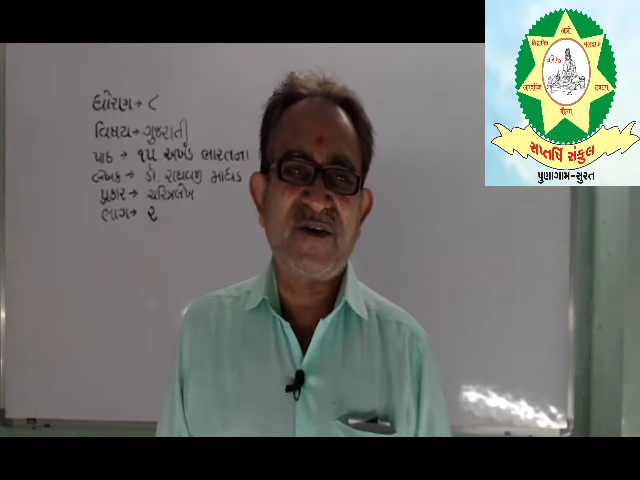 ધોરણ → ૮
વિષય → ગુજરાતી
પાઠ → ૧૫ અખંડ ભારતના
લેખક → ડૉ. રાઘવજી માધડ
પ્રકાર → ચરિત્રલેખ
ભાગ → ૨
સપ્તર્ષિ સંકુલ
પુણાગામ-સુરત